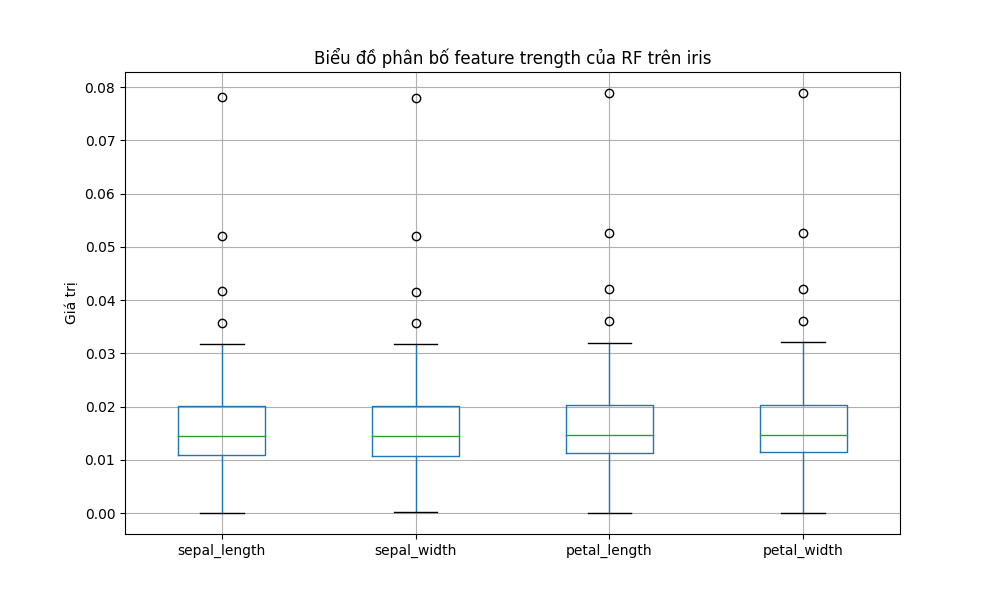 Biểu đồ phân bố feature trength của RF trên iris
0.08
0.07
0.06
0.05
0.04
0.03
0.02
0.01
0.00
Giá trị
sepal_length
sepal_width
petal_length
petal_width